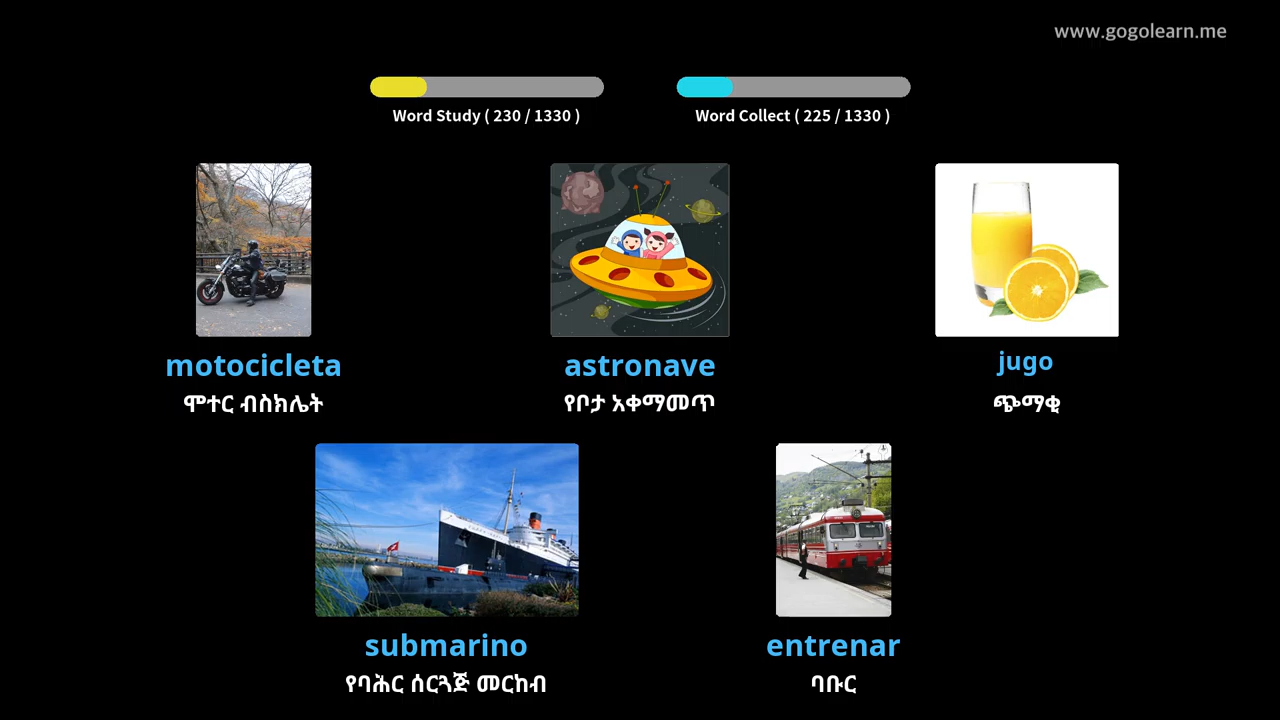 www.gogolearn.me
Word Study ( 230 / 1330 )
Word Collect ( 225 / 1330 )
motocicleta
ሞተር ብስክሌት
astronave
የቦታ አቀማመጥ
jugo
ጭማቂ
submarino
የባሕር ሰርጓጅ መርከብ
entrenar
ባቡር